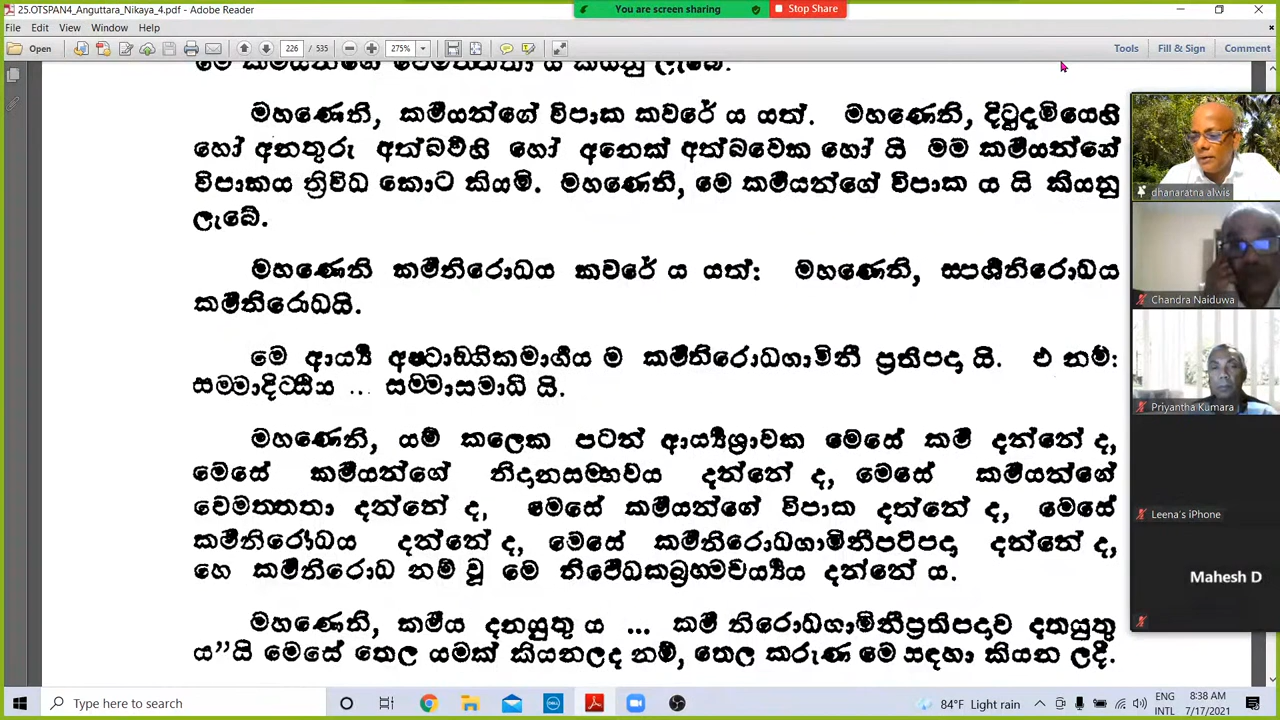 25.OTSPAN4_Anguttara_Nikaya_4.pdf - Adobe Reader
You are screen sharing
Stop Share
File Edit View Window Help
Open 226 / 535 275% Tools Fill & Sign Comment
මහණෙනි, කර්‍මයන්ගේ විපාක කවරේ ය යත්. මහණෙනි, දිටුදැමියෙහි
හෝ අනතුරු අත්බව්හි හෝ අනෙක් අත්බවෙක හෝ යි මම කර්‍මයන්ගේ
විපාකය ත්‍රිවිධ කොට කියමි. මහණෙනි, මෙ කර්‍මයන්ගේ විපාක ය යි කියනු
ලැබේ.
මහණෙනි කර්‍මනිරොධය කවරේ ය යත්: මහණෙනි, ස්පර්‍ශනිරොධය
කර්‍මනිරොධයි.
මෙ ආර්‍ය්‍ය අෂ්ටාඞ්ගිකමාර්‍ගය ම කර්‍මනිරොධගාමිනී ප්‍රතිපදා යි. එ නම්:
සම්මාදිට්ඨිය ... සම්මාසමාධි යි.
මහණෙනි, යම් කලෙක පටත් ආර්‍ය්‍යශ්‍රාවක මෙසේ කර්‍ම දන්නේ ද,
මෙසේ කර්‍මයන්ගේ නිදානසම්භවය දන්නේ ද, මෙසේ කර්‍මයන්ගේ
වෙමත්තතා දන්නේ ද, මෙසේ කර්‍මයන්ගේ විපාක දන්නේ ද, මෙසේ
කර්‍මනිරෝධය දන්නේ ද, මෙසේ කර්‍මනිරොධගාමිනීපටිපදා දන්නේ ද,
හෙ කර්‍මනිරොධ නම් වූ මෙ නිර්‍වේධකබ්‍රහ්මචර්‍ය්‍යය දන්නේ ය.
මහණෙනි, කර්‍මය දතයුතු ය ... කර්‍ම නිරොධගාමිනීප්‍රතිපදාව දතයුතු
ය”යි මෙසේ තෙල යමක් කියනලද නම්, තෙල කරුණ මෙ සඳහා කියන ලදී.
dhanaratna alwis
Chandra Naiduwa
Priyantha Kumara
Leena's iPhone
Mahesh D
Type here to search
84°F Light rain
ENG INTL
8:38 AM
7/17/2021